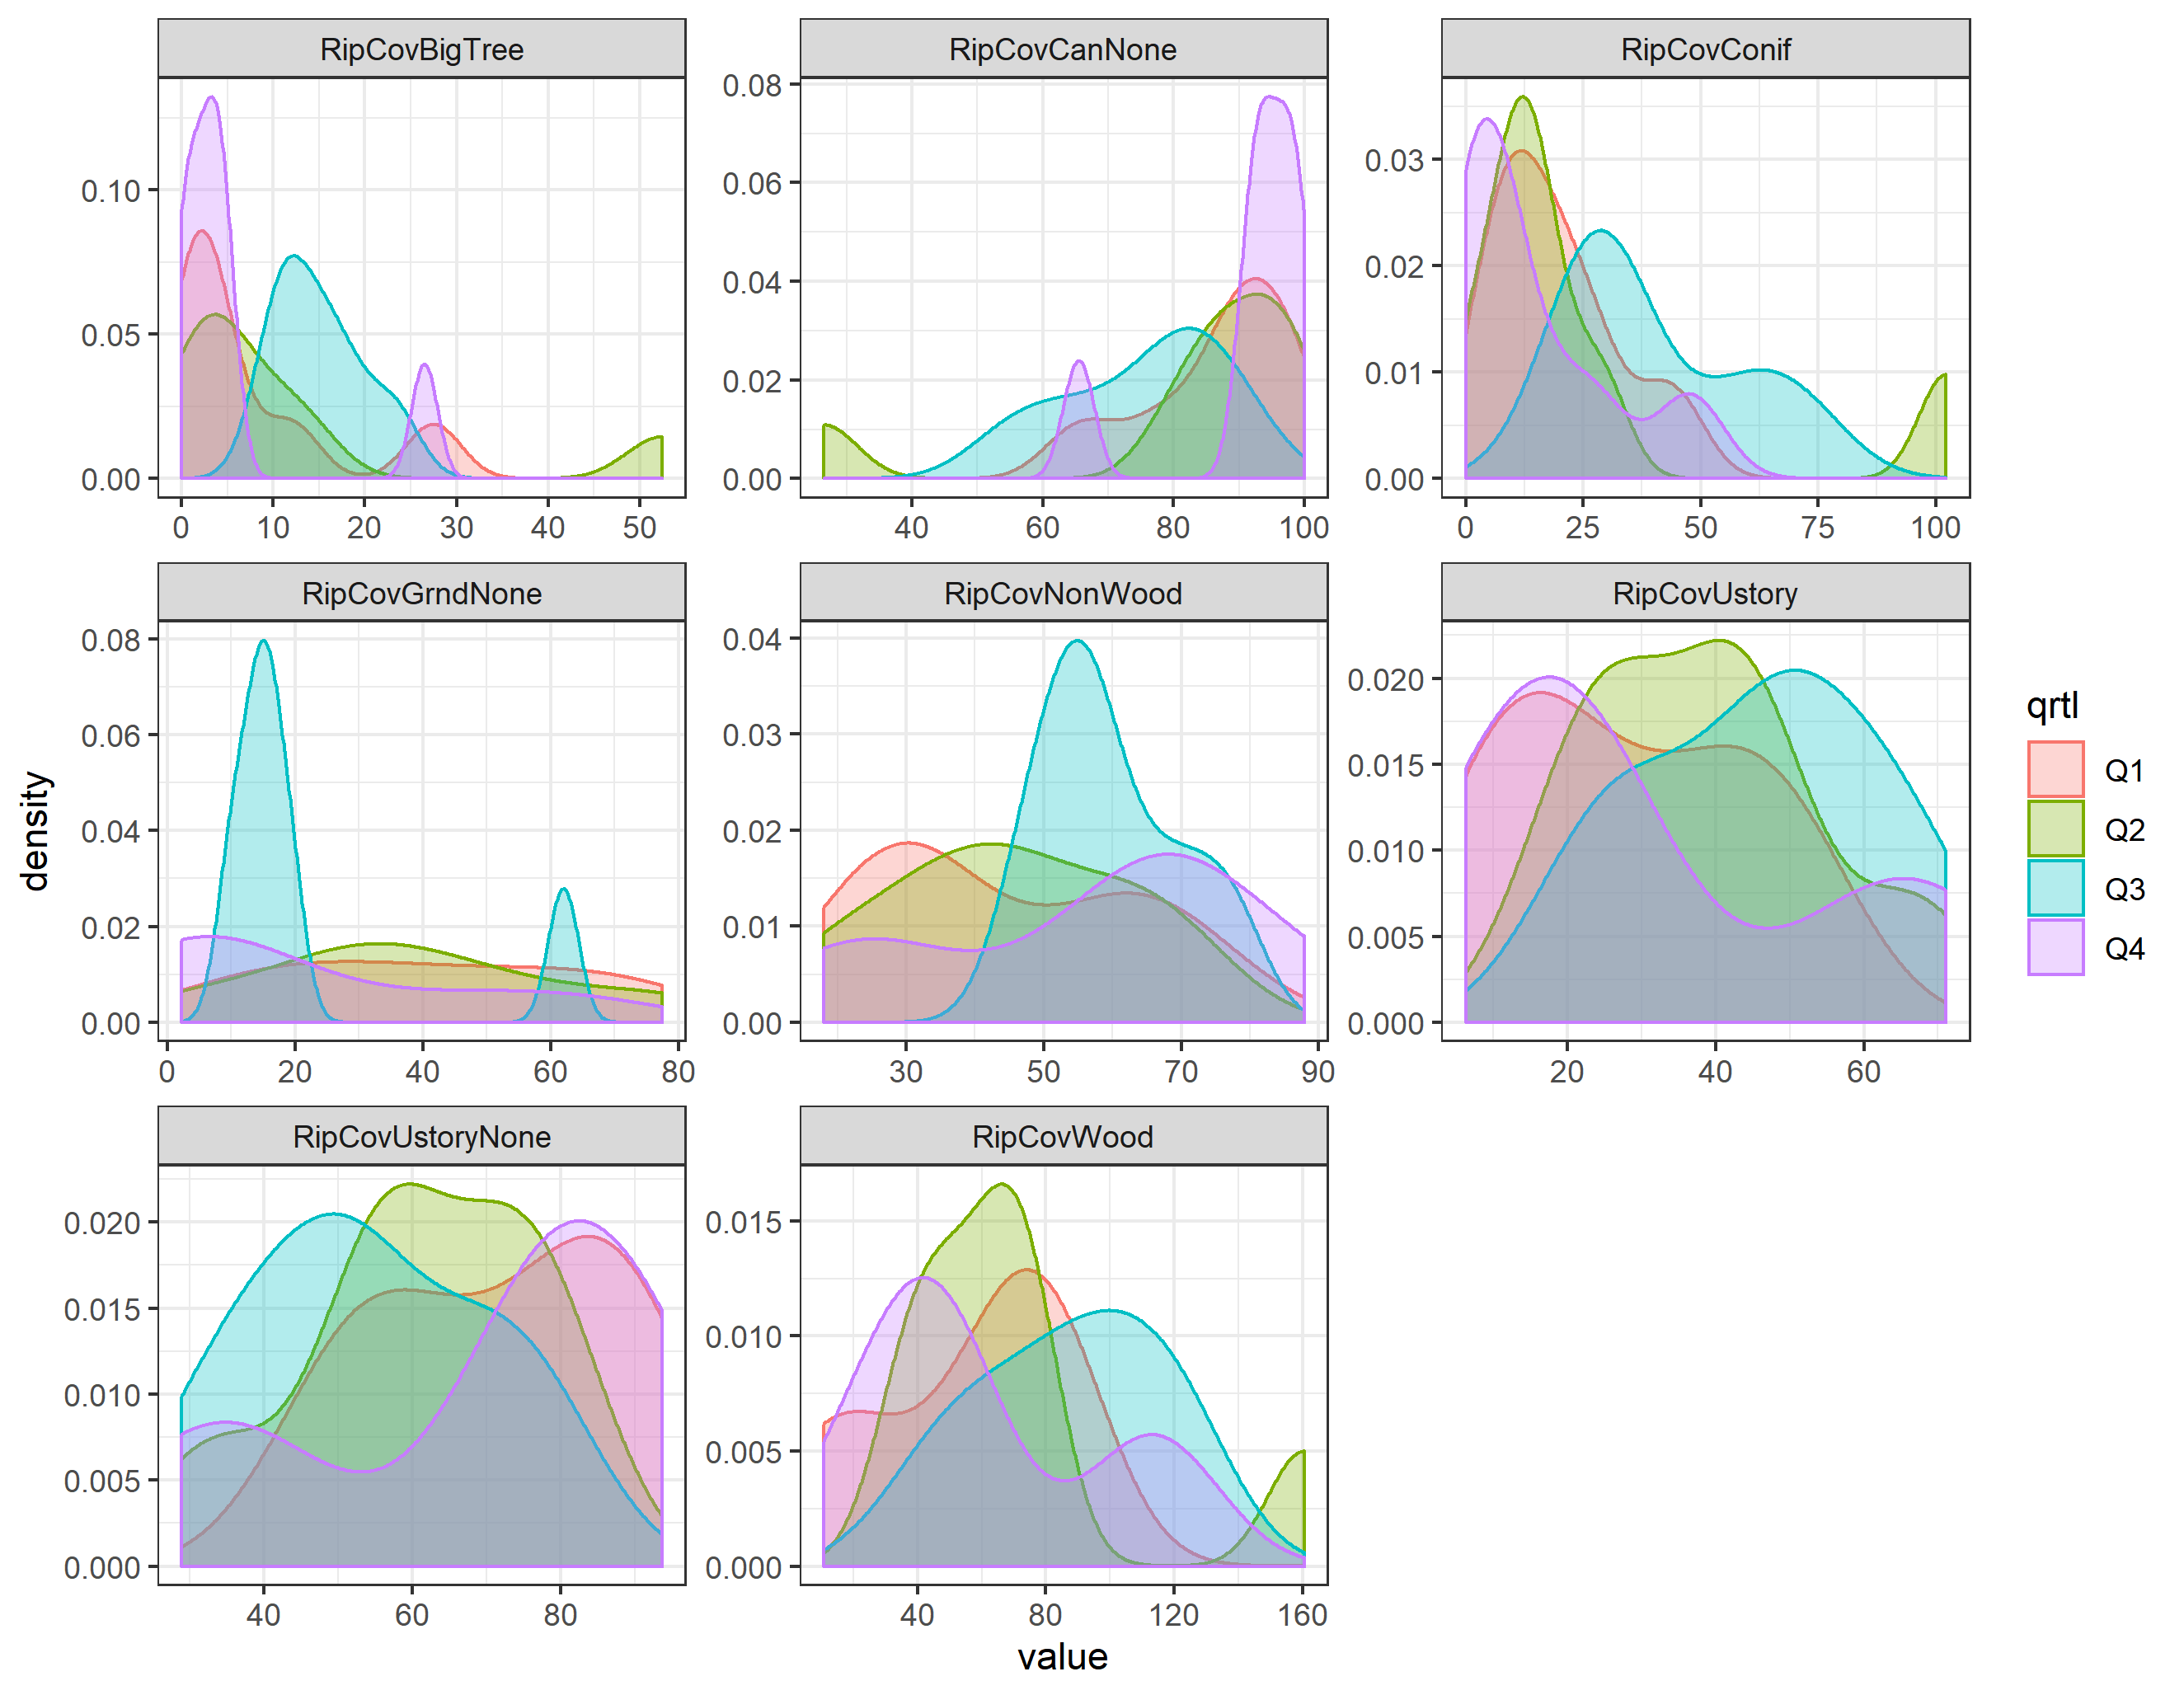 RipCovBigTree RipCovCanNone RipCovConif
0.10
0.05
0.00
0 10 20 30 40 50
0.08
0.06
0.04
0.02
0.00
40 60 80 100
0.03
0.02
0.01
0.00
0 25 50 75 100
RipCovGrndNone RipCovNonWood RipCovUstory
0.08
0.06
0.04
0.02
0.00
0 20 40 60 80
0.04
0.03
0.02
0.01
0.00
30 50 70 90
0.020
0.015
0.010
0.005
0.000
20 40 60
RipCovUstoryNone RipCovWood
0.020
0.015
0.010
0.005
0.000
40 60 80
0.015
0.010
0.005
0.000
40 80 120 160
density
value
qrtl
Q1
Q2
Q3
Q4